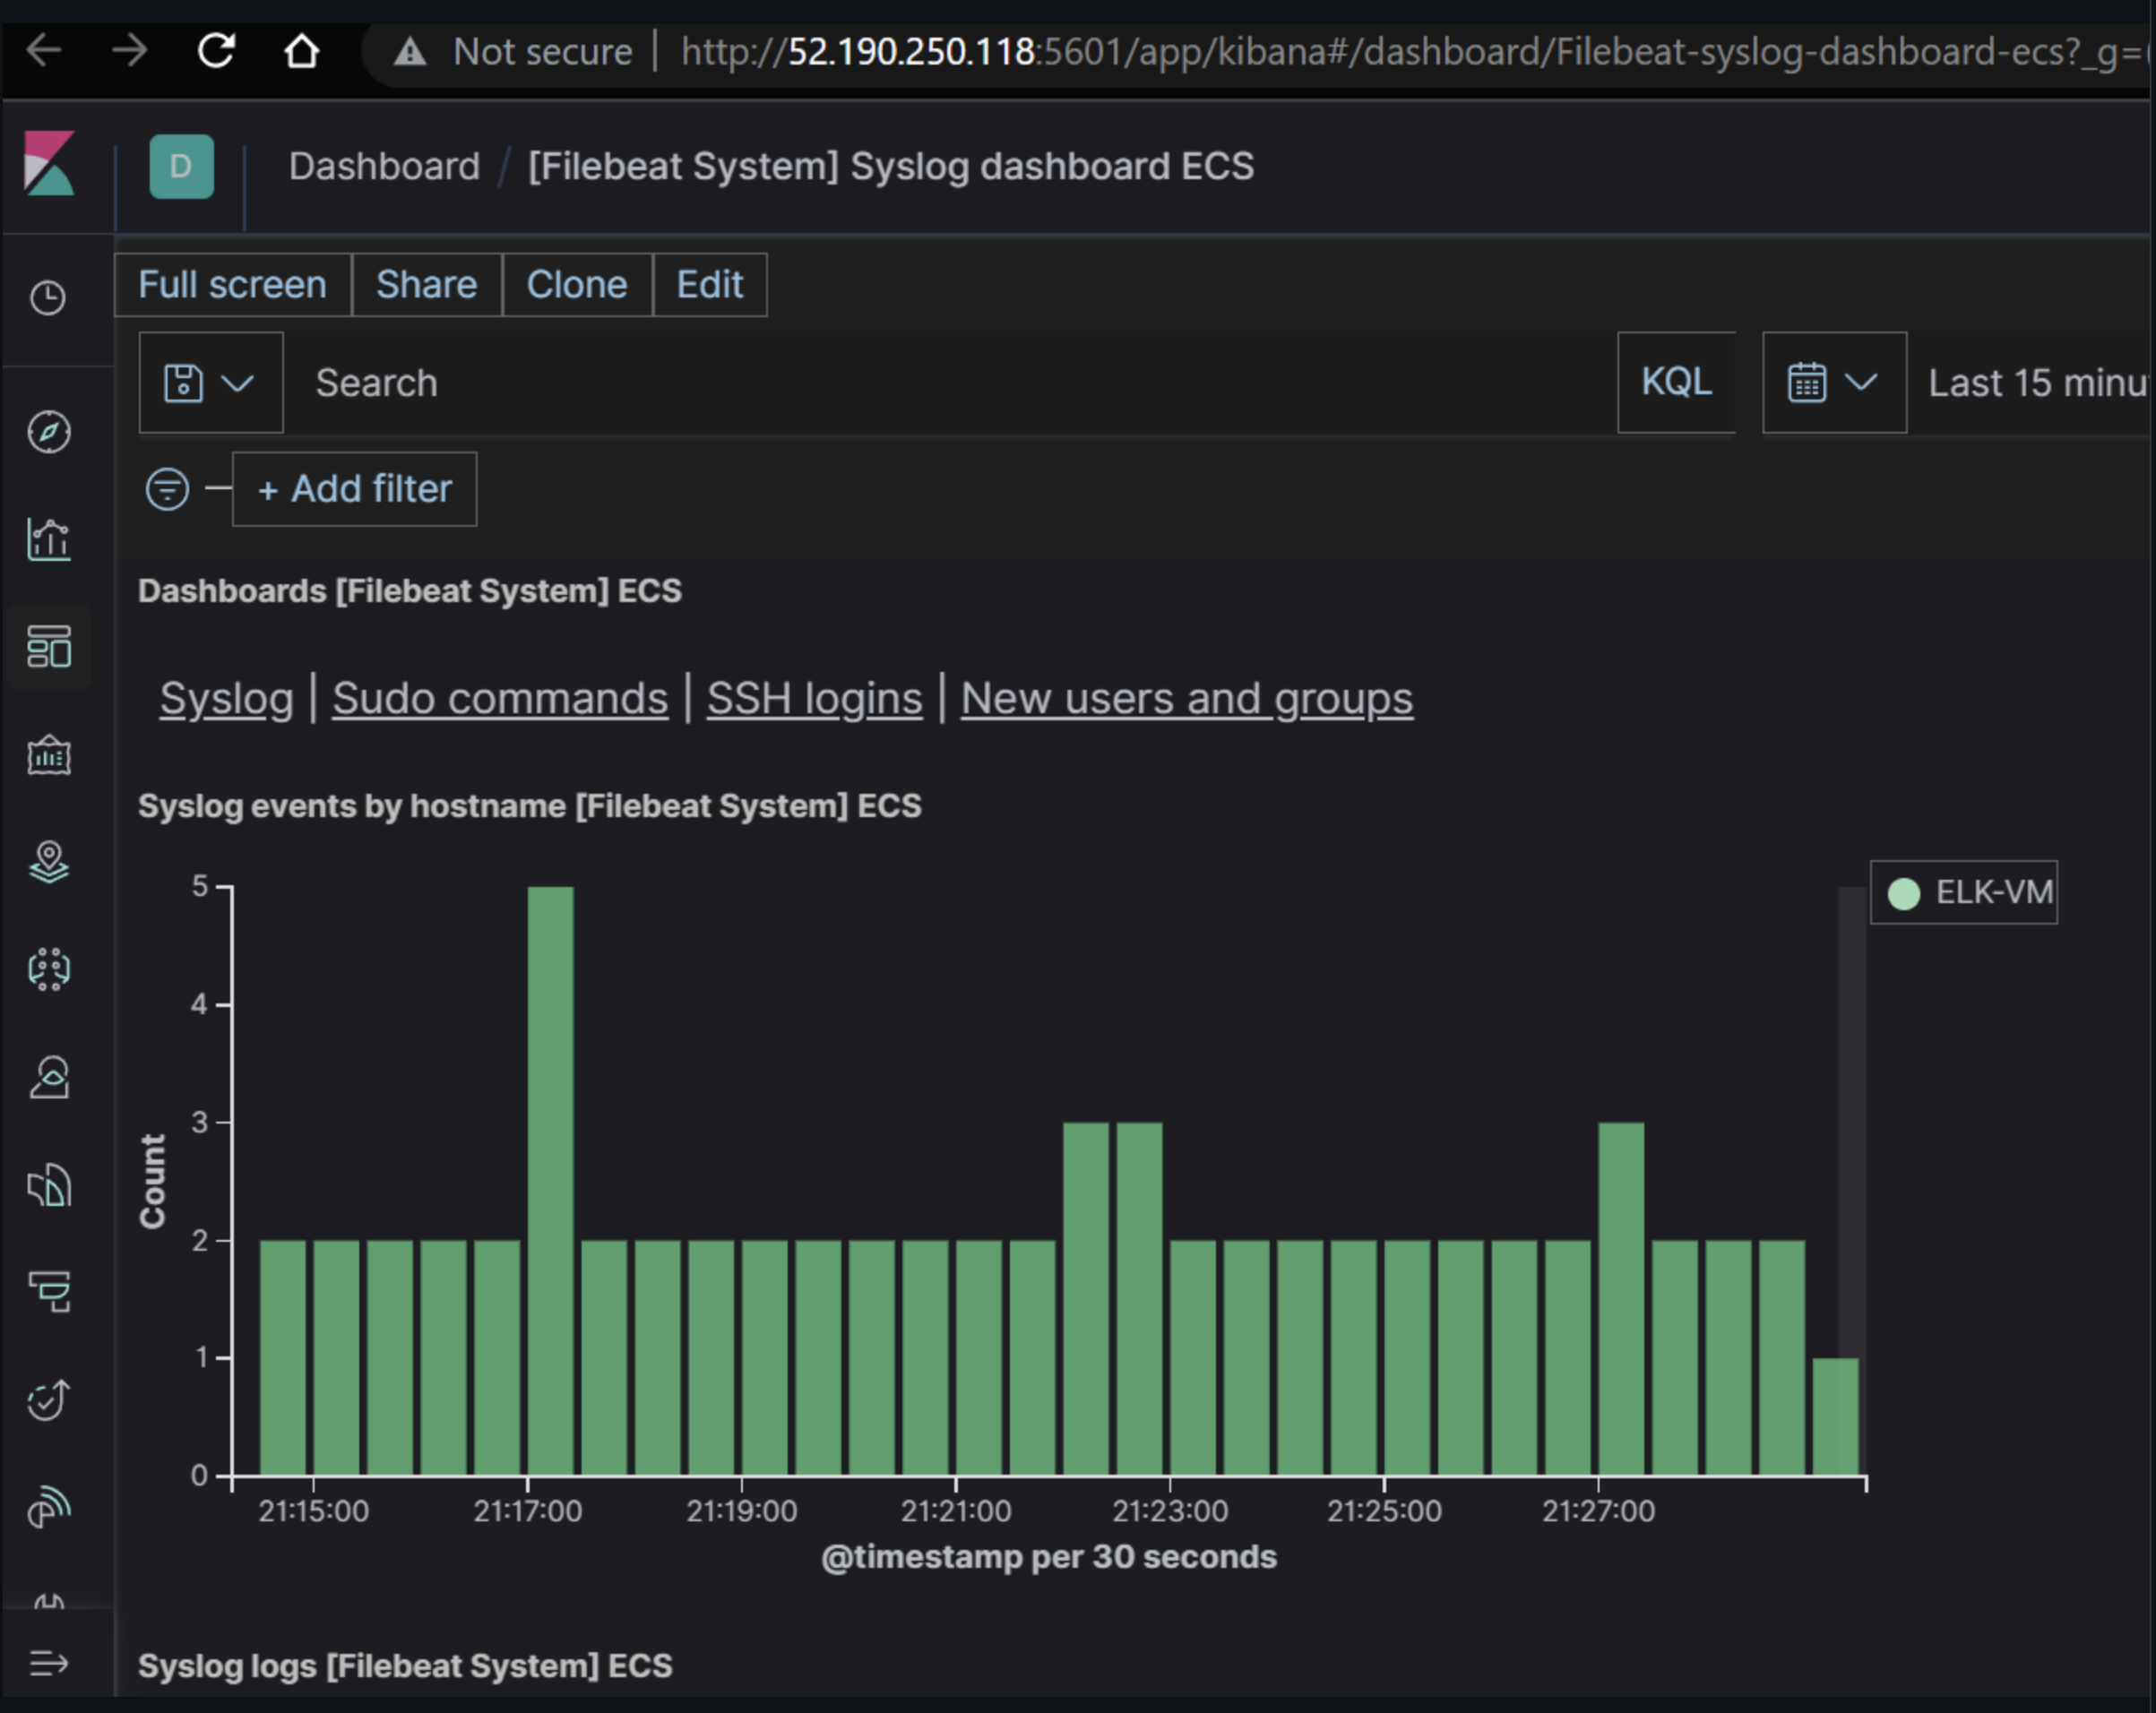 Not secure | http://52.190.250.118:5601/app/kibana#/dashboard/Filebeat-syslog-dashboard-ecs?_g=(
D Dashboard / [Filebeat System] Syslog dashboard ECS
Full screen Share Clone Edit
Search KQL Last 15 minu
+ Add filter
Dashboards [Filebeat System] ECS
Syslog | Sudo commands | SSH logins | New users and groups
Syslog events by hostname [Filebeat System] ECS
5
ELK-VM
4
3
2
1
0
Count
21:15:00 21:17:00 21:19:00 21:21:00 21:23:00 21:25:00 21:27:00
@timestamp per 30 seconds
Syslog logs [Filebeat System] ECS